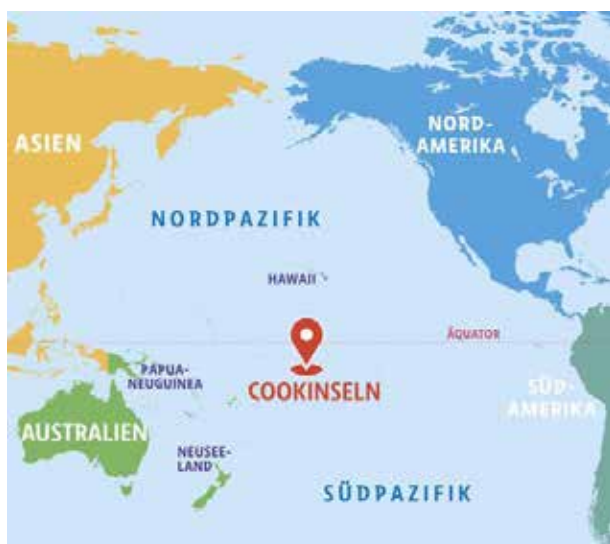 ASIEN
NORD-
AMERIKA
NORDPAZIFIK
HAWAII
ÄQUATOR
PAPUA-
NEUGUINEA
COOKINSELN
SÜD-
AMERIKA
AUSTRALIEN
NEUSEE-
LAND
SÜDPAZIFIK